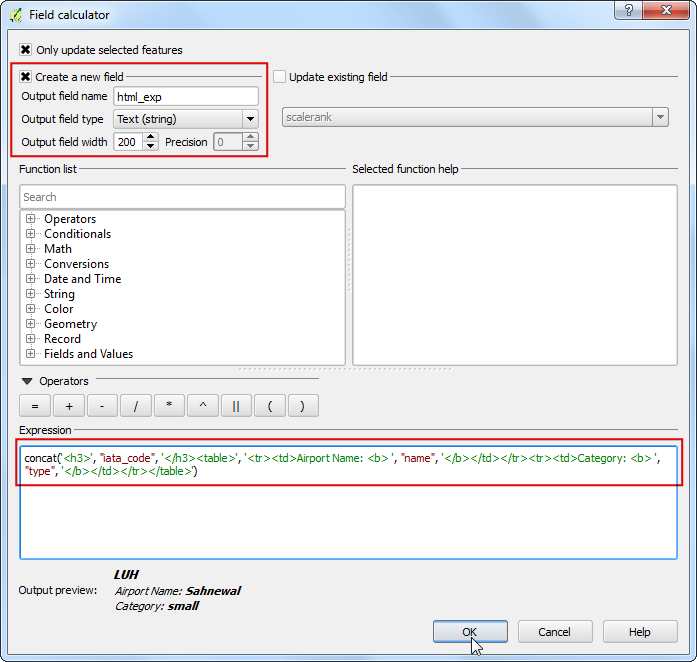 Field calculator
?
Only update selected features
Create a new field
Update existing field
Output field name html_exp
Output field type Text (string)
scalerank
Output field width 200 Precision 0
Function list
Selected function help
Search
Operators
Conditionals
Math
Conversions
Date and Time
String
Color
Geometry
Record
Fields and Values
Operators
= + - / * ^ || ( )
Expression
concat('<h3>', "iata_code", '</h3><table>', '<tr><td>Airport Name: <b> ', "name", '</b></td></tr><tr><td>Category: <b> ',
"type", '</b></td></tr></table>')
LUH
Output preview: Airport Name: Sahnewal
Category: small
OK Cancel Help